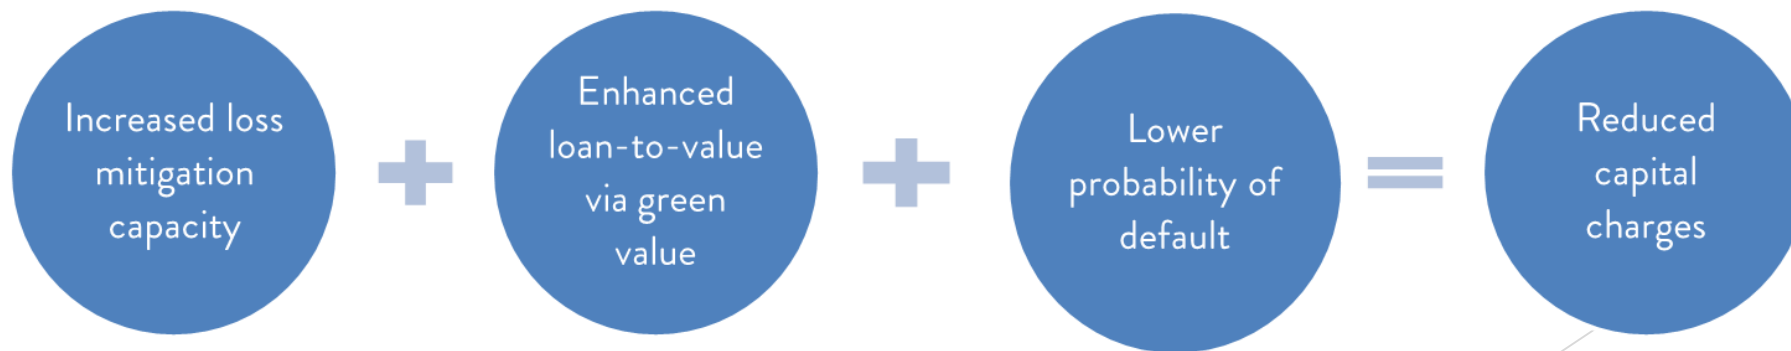 Increased loss
mitigation
capacity
Enhanced
loan-to-value
via green
value
Lower
probability of
default
Reduced
capital
charges